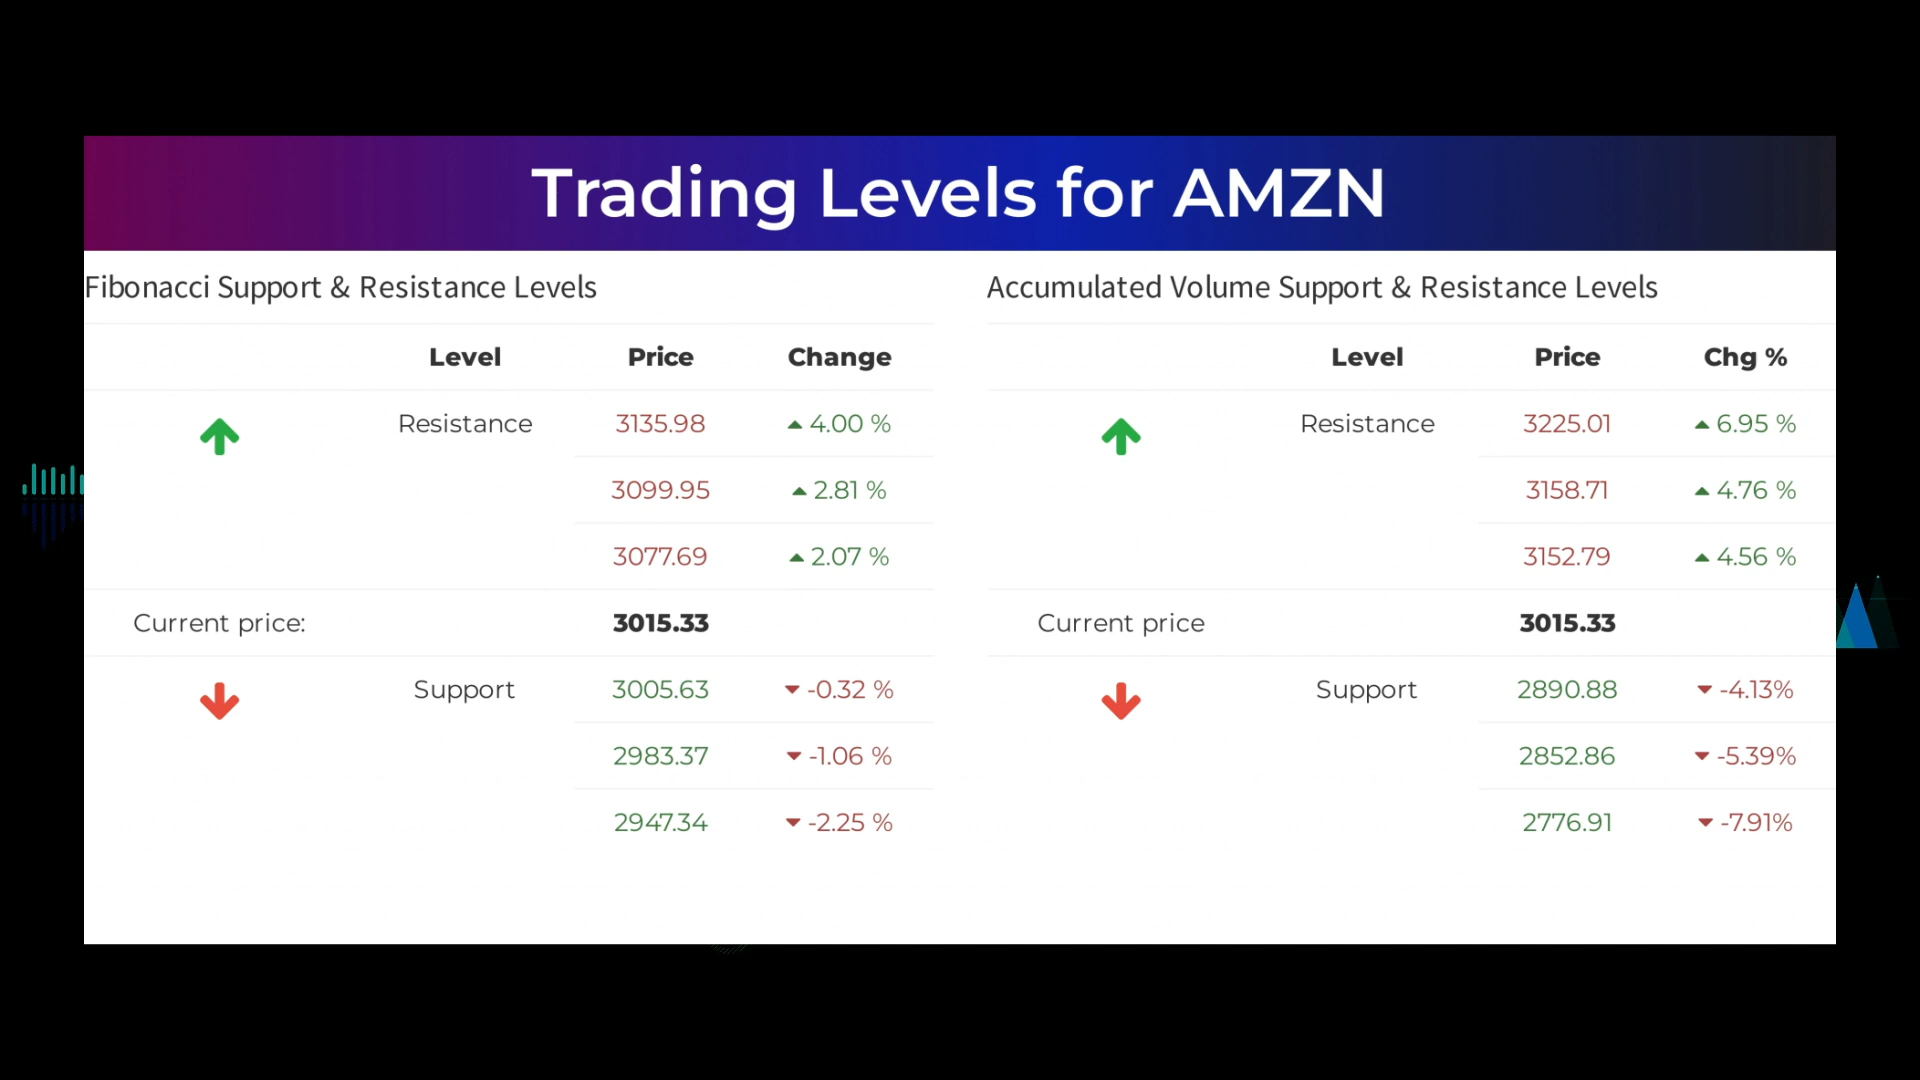 Trading Levels for AMZN
Fibonacci Support & Resistance Levels
Level Price Change
Resistance 3135.98 4.00 %
3099.95 2.81 %
3077.69 2.07 %
Current price: 3015.33
Support 3005.63 -0.32 %
2983.37 -1.06 %
2947.34 -2.25 %
Accumulated Volume Support & Resistance Levels
Level Price Chg %
Resistance 3225.01 6.95 %
3158.71 4.76 %
3152.79 4.56 %
Current price 3015.33
Support 2890.88 -4.13%
2852.86 -5.39%
2776.91 -7.91%